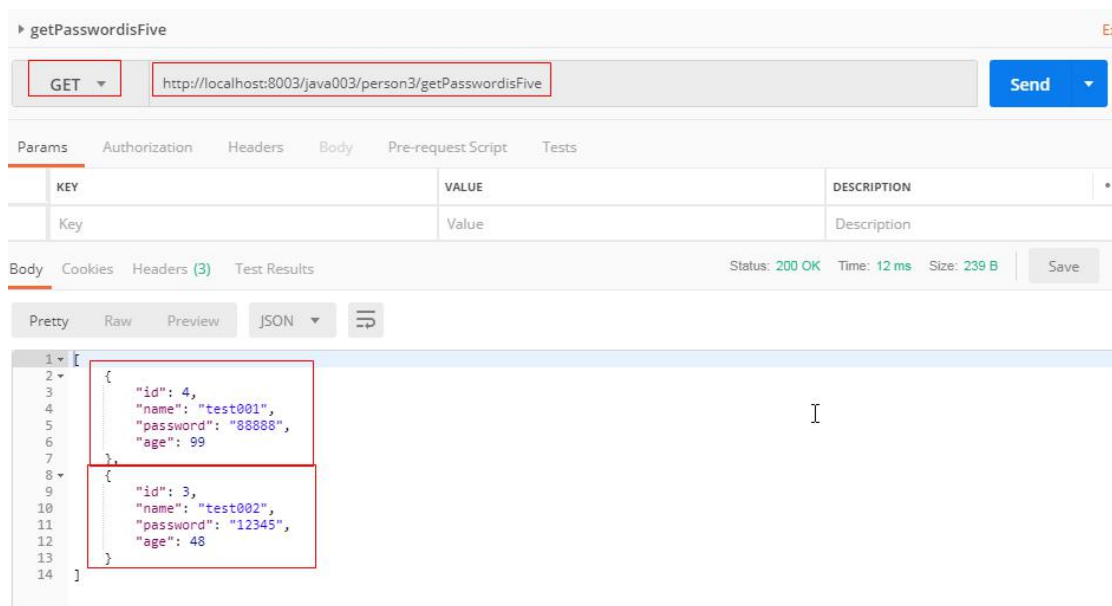 getPasswordisFive
GET http://localhost:8003/java003/person3/getPasswordisFive Send
Params Authorization Headers Body Pre-request Script Tests
KEY VALUE DESCRIPTION
Key Value Description
Body Cookies Headers (3) Test Results Status: 200 OK Time: 12 ms Size: 239 B Save
Pretty Raw Preview JSON
1 [
2 {
3 "id": 4,
4 "name": "test001",
5 "password": "88888",
6 "age": 99
7 },
8 {
9 "id": 3,
10 "name": "test002",
11 "password": "12345",
12 "age": 48
13 }
14 ]